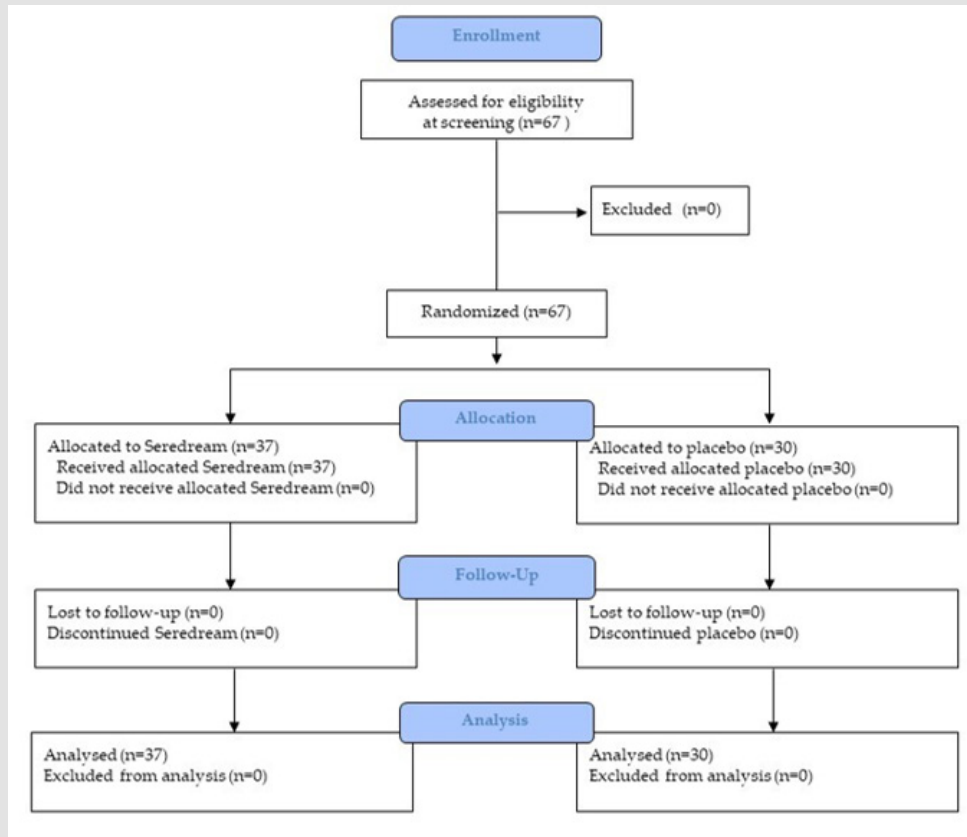 Enrollment
Assessed for eligibility
at screening (n=67 )
Excluded (n=0)
Randomized (n=67)
Allocation
Allocated to Seredream (n=37)
Received allocated Seredream (n=37)
Did not receive allocated Seredream (n=0)
Allocated to placebo (n=30)
Received allocated placebo (n=30)
Did not receive allocated placebo (n=0)
Follow-Up
Lost to follow-up (n=0)
Discontinued Seredream (n=0)
Lost to follow-up (n=0)
Discontinued placebo (n=0)
Analysis
Analysed (n=37)
Excluded from analysis (n=0)
Analysed (n=30)
Excluded from analysis (n=0)